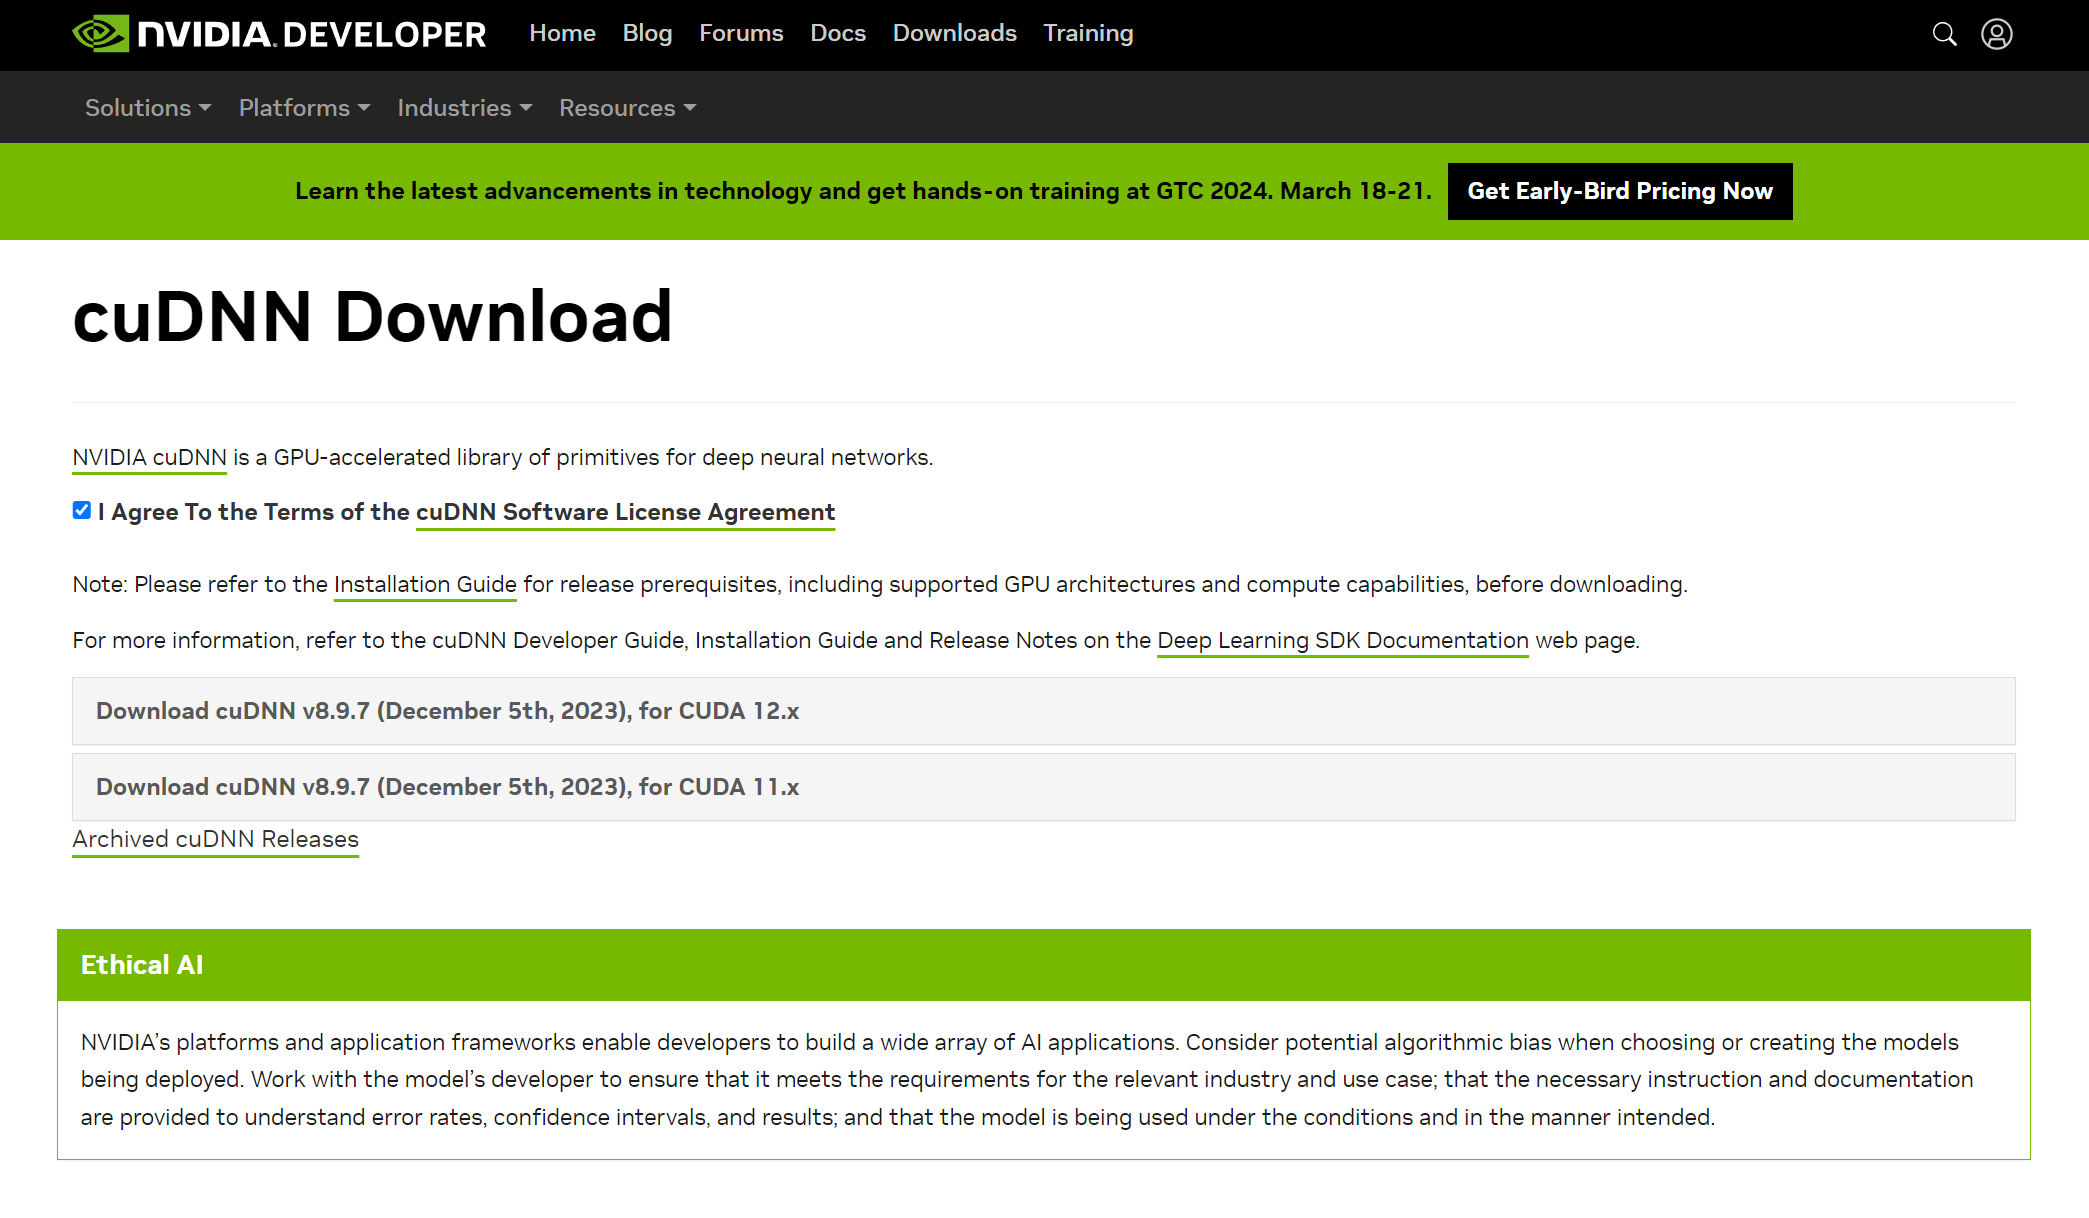 NVIDIA. DEVELOPER Home Blog Forums Docs Downloads Training
Solutions Platforms Industries Resources
Learn the latest advancements in technology and get hands-on training at GTC 2024. March 18-21. Get Early-Bird Pricing Now
cuDNN Download
NVIDIA cuDNN is a GPU-accelerated library of primitives for deep neural networks.
I Agree To the Terms of the cuDNN Software License Agreement
Note: Please refer to the Installation Guide for release prerequisites, including supported GPU architectures and compute capabilities, before downloading.
For more information, refer to the cuDNN Developer Guide, Installation Guide and Release Notes on the Deep Learning SDK Documentation web page.
Download cuDNN v8.9.7 (December 5th, 2023), for CUDA 12.x
Download cuDNN v8.9.7 (December 5th, 2023), for CUDA 11.x
Archived cuDNN Releases
Ethical AI
NVIDIA’s platforms and application frameworks enable developers to build a wide array of AI applications. Consider potential algorithmic bias when choosing or creating the models
being deployed. Work with the model’s developer to ensure that it meets the requirements for the relevant industry and use case; that the necessary instruction and documentation
are provided to understand error rates, confidence intervals, and results; and that the model is being used under the conditions and in the manner intended.